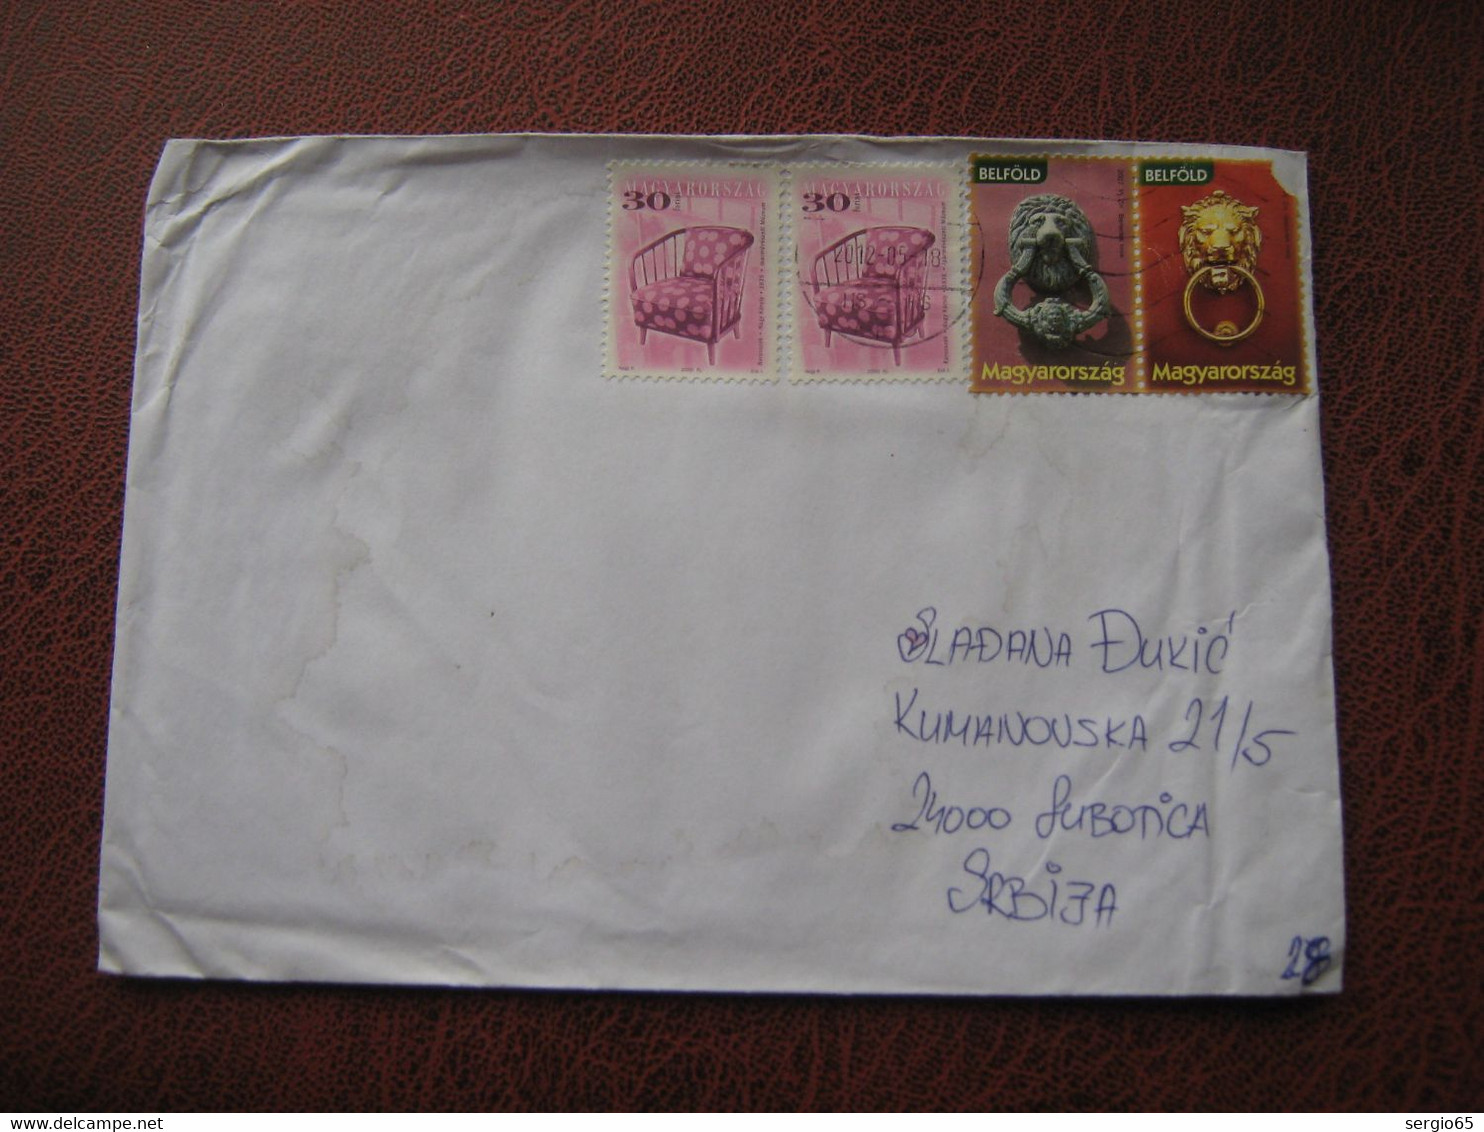 MAGYARORSZÁG
30
MAGYARORSZÁG
30
2012-05-18
BELFÖLD
Magyarország
BELFÖLD
Magyarország
SLAĐANA ĐUKIĆ
KUMANOVSKA 21/5
24000 SUBOTICA
SRBIJA
28
delcampe.net
sergio65